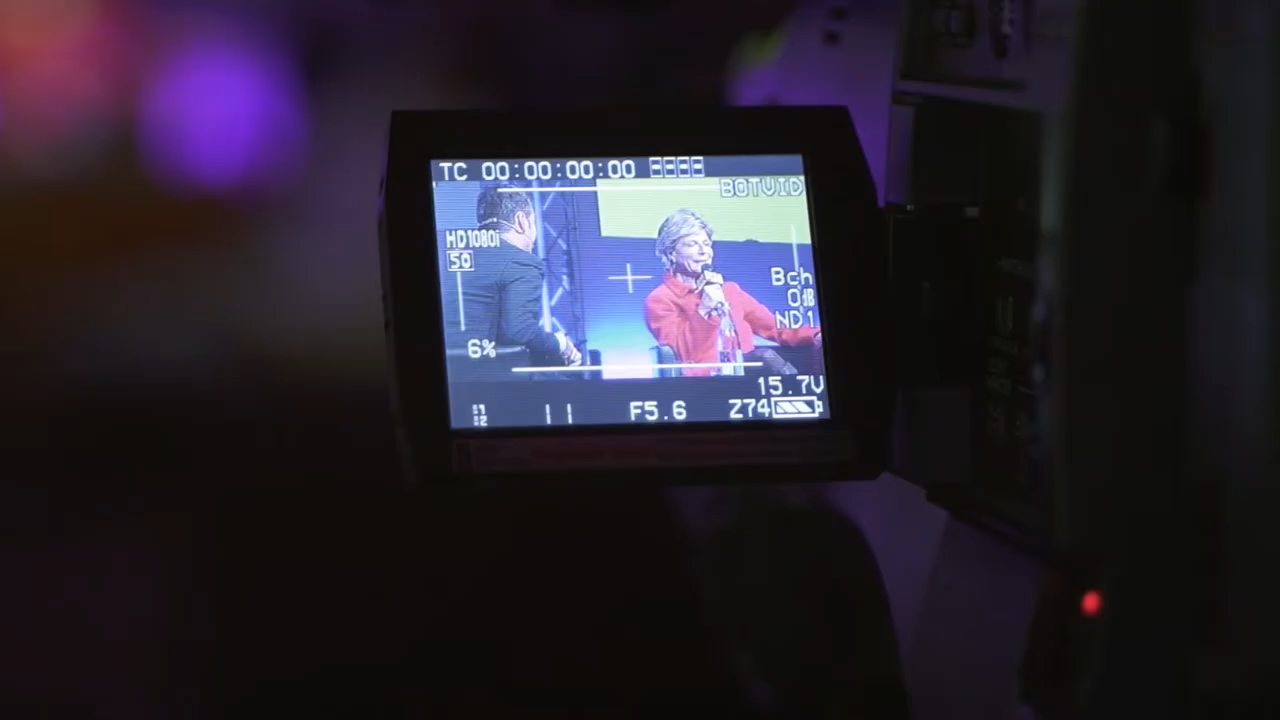 TC 00:00:00:00
BOTVID
HD1080i
50
Bch
0dB
ND1
6%
15.7V
F5.6
Z74